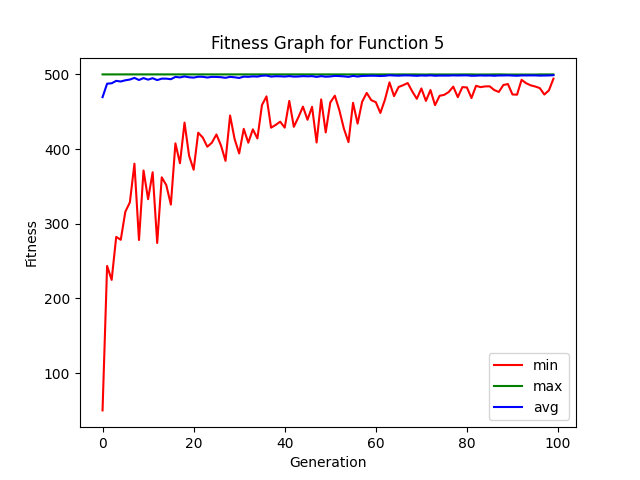 Fitness Graph for Function 5
Fitness
500
400
300
200
100
0 20 40 60 80 100
Generation
min
max
avg